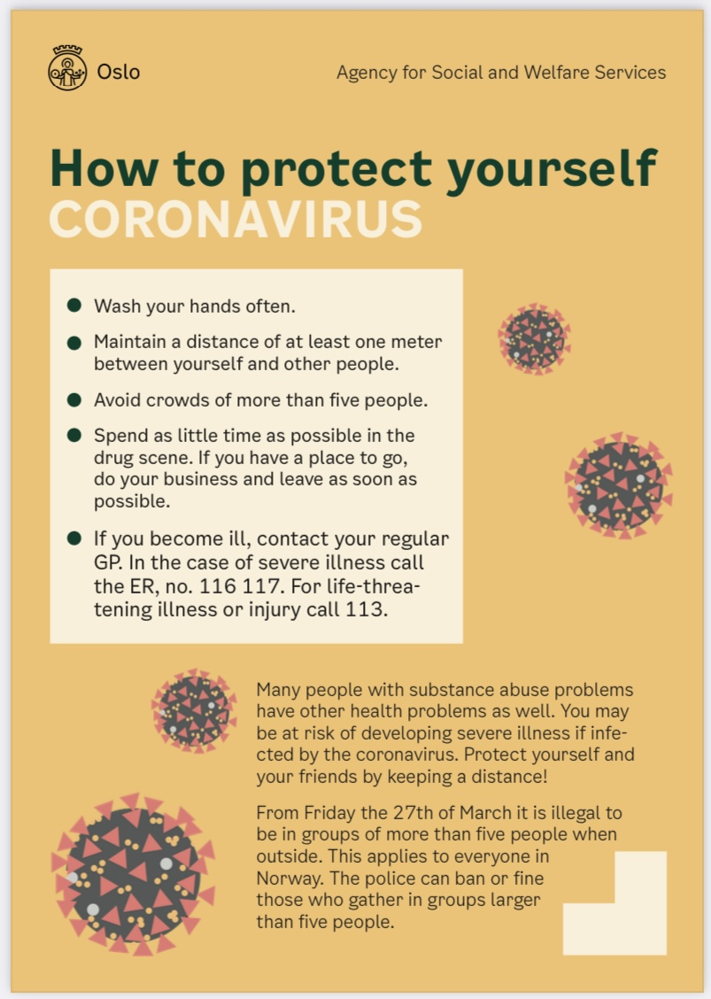 Oslo
Agency for Social and Welfare Services
How to protect yourself
CORONAVIRUS
Wash your hands often.
Maintain a distance of at least one meter
between yourself and other people.
Avoid crowds of more than five people.
Spend as little time as possible in the
drug scene. If you have a place to go,
do your business and leave as soon as
possible.
If you become ill, contact your regular
GP. In the case of severe illness call
the ER, no. 116 117. For life-threa-
tening illness or injury call 113.
Many people with substance abuse problems
have other health problems as well. You may
be at risk of developing severe illness if infe-
cted by the coronavirus. Protect yourself and
your friends by keeping a distance!
From Friday the 27th of March it is illegal to
be in groups of more than five people when
outside. This applies to everyone in
Norway. The police can ban or fine
those who gather in groups larger
than five people.